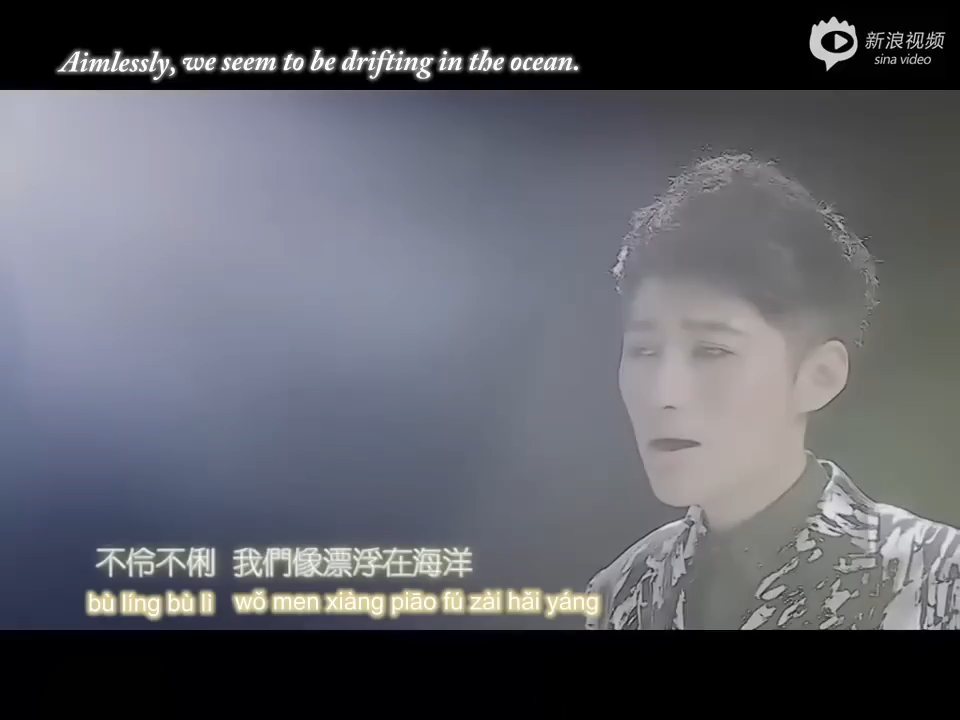 新浪视频
sina video
Aimlessly, we seem to be drifting in the ocean.
不伶不俐 我們像漂浮在海洋
bù líng bù lì wǒ men xiàng piāo fú zài hǎi yáng